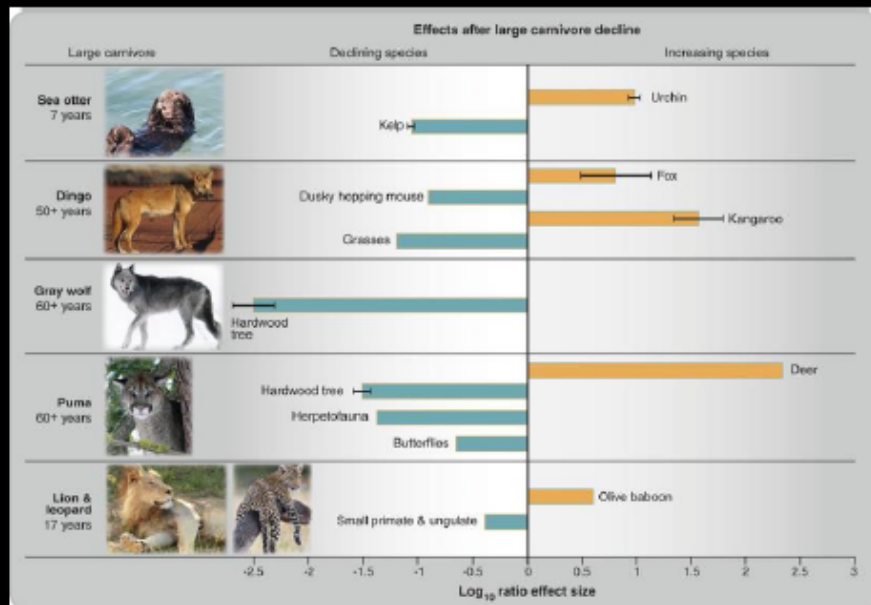 Effects after large carnivore decline
Large carnivore Declining species Increasing species
Sea otter
7 years
Urchin
Kelp
Dingo
50+ years
Fox
Dusky hopping mouse
Kangaroo
Grasses
Gray wolf
60+ years
Hardwood
tree
Puma
60+ years
Deer
Hardwood tree
Herpetofauna
Butterflies
Lion &
leopard
17 years
Olive baboon
Small primate & ungulate
-2.5 -2 -1.5 -1 -0.5 0 0.5 1 1.5 2 2.5 3
Log₁₀ ratio effect size